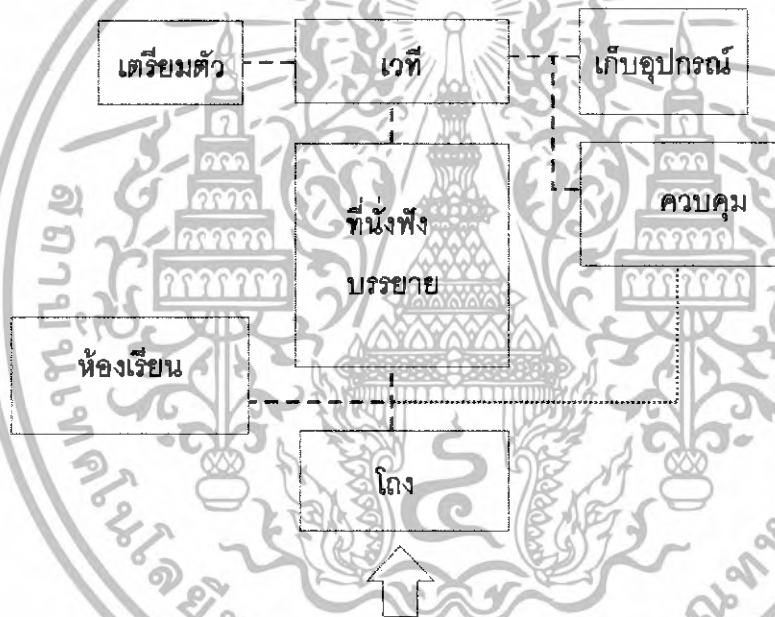 เตรียมตัว
เวที
เก็บอุปกรณ์
ที่นั่งฟัง
บรรยาย
ควบคุม
ห้องเรียน
โถง